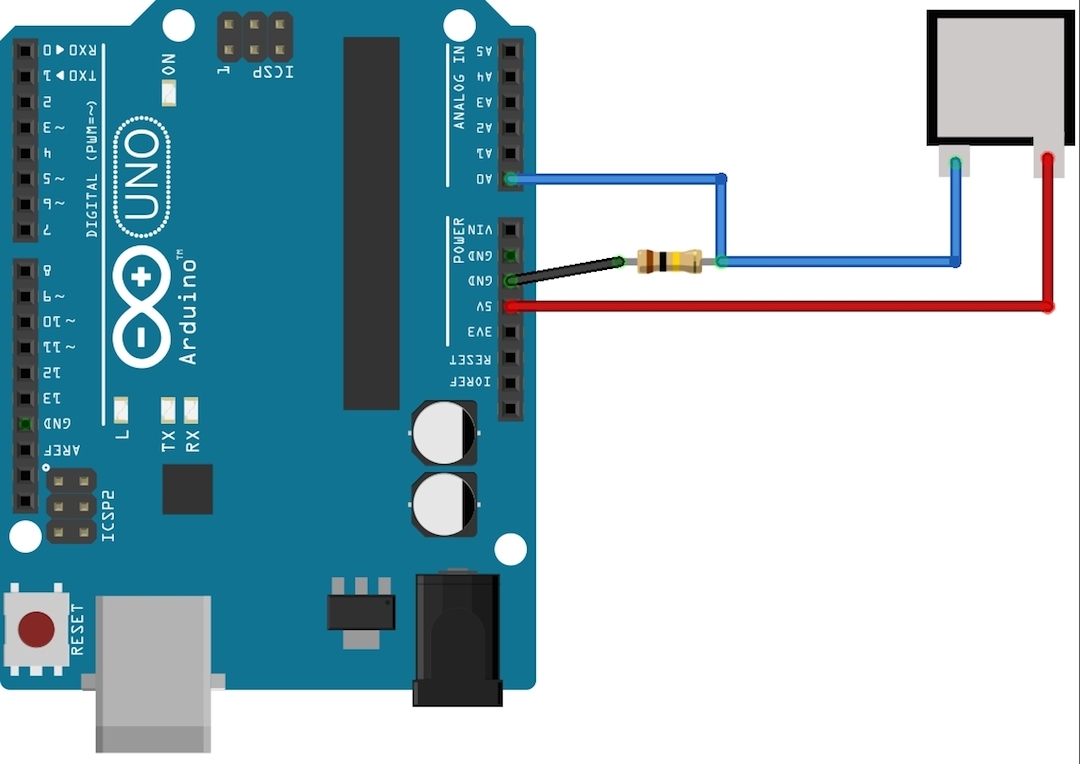 RX0◀0
TX0▶1
2
~3
4
~5
~6
7
DIGITAL (PWM=~)
8
~9
~10
~11
12
13
GND
AREF
ON
1
ICSP
UNO
Arduino™
L
TX
RX
ICSP2
RESET
ANALOG IN
A5
A4
A3
A2
A1
A0
POWER
VIN
GND
GND
5V
3V3
RESET
IOREF